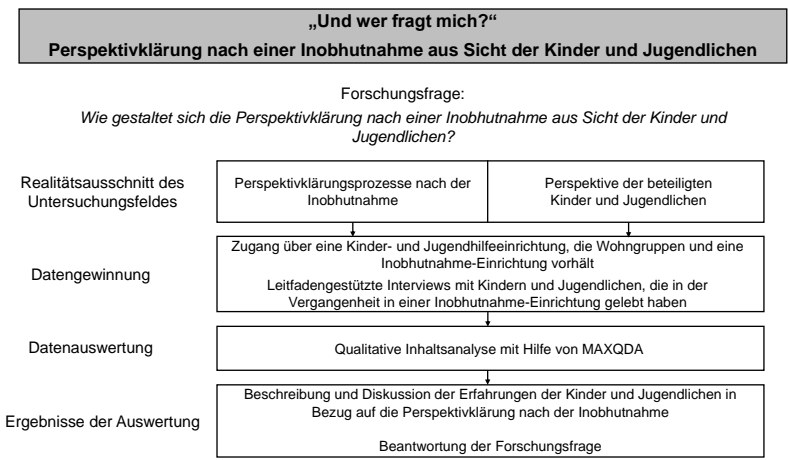 „Und wer fragt mich?“
Perspektivklärung nach einer Inobhutnahme aus Sicht der Kinder und Jugendlichen
Forschungsfrage:
Wie gestaltet sich die Perspektivklärung nach einer Inobhutnahme aus Sicht der Kinder und
Jugendlichen?
Realitätsausschnitt des
Untersuchungsfeldes
Perspektivklärungsprozesse nach der
Inobhutnahme
Perspektive der beteiligten
Kinder und Jugendlichen
Datengewinnung
Zugang über eine Kinder- und Jugendhilfeeinrichtung, die Wohngruppen und eine
Inobhutnahme-Einrichtung vorhält
Leitfadengestützte Interviews mit Kindern und Jugendlichen, die in der
Vergangenheit in einer Inobhutnahme-Einrichtung gelebt haben
Datenauswertung
Qualitative Inhaltsanalyse mit Hilfe von MAXQDA
Ergebnisse der Auswertung
Beschreibung und Diskussion der Erfahrungen der Kinder und Jugendlichen in
Bezug auf die Perspektivklärung nach der Inobhutnahme
Beantwortung der Forschungsfrage